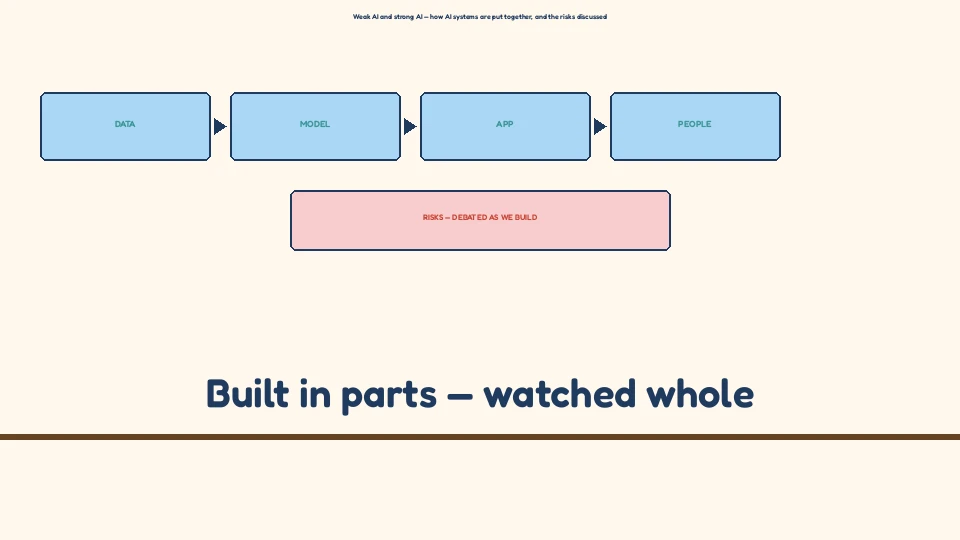 Weak AI and strong AI — how AI systems are put together, and the risks discussed
DATA
MODEL
APP
PEOPLE
RISKS — DEBATED AS WE BUILD
Built in parts — watched whole